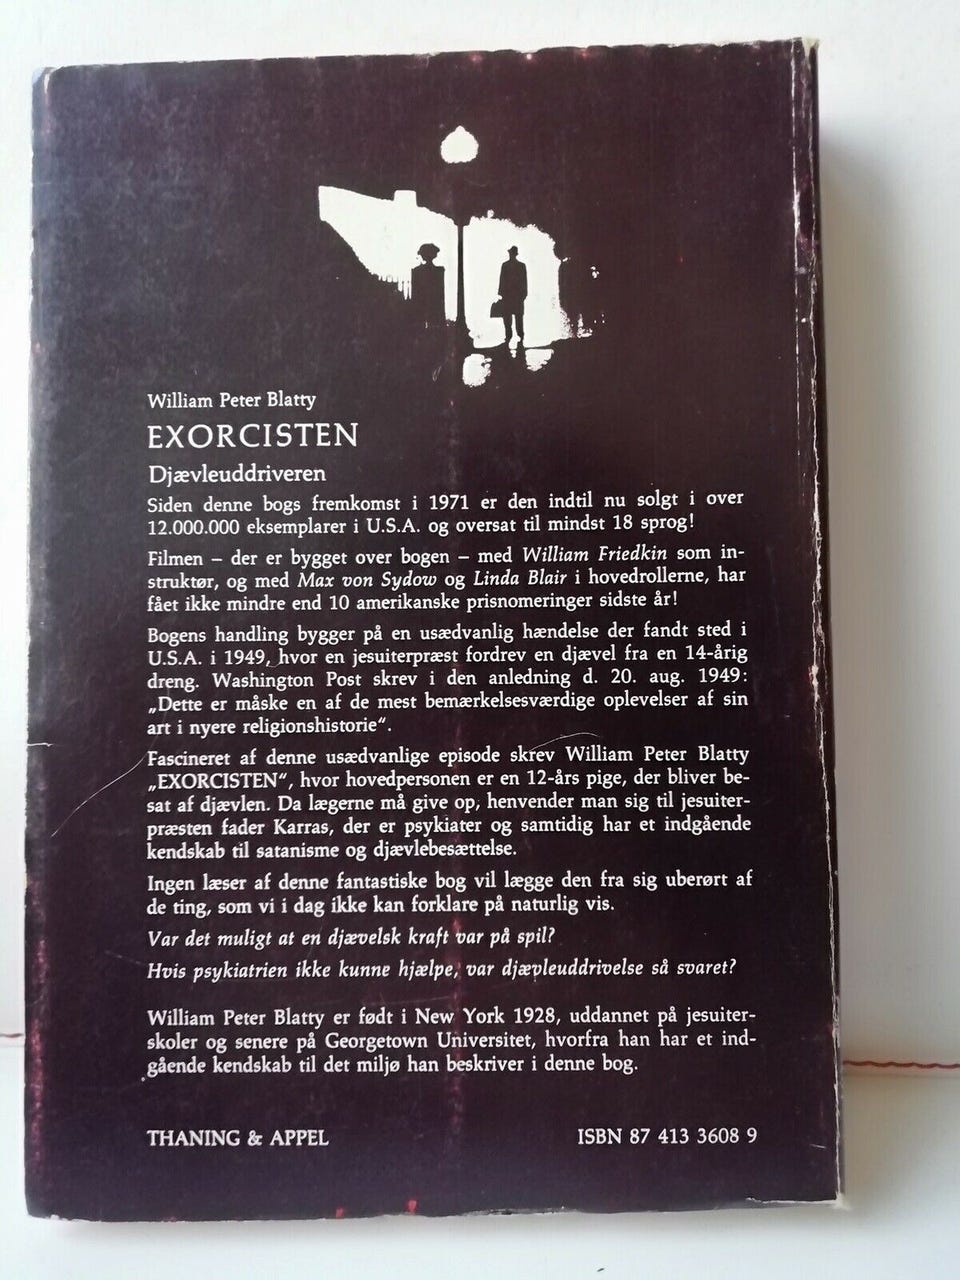 William Peter Blatty
EXORCISTEN
Djævleuddriveren
Siden denne bogs fremkomst i 1971 er den indtil nu solgt i over
12.000.000 eksemplarer i U.S.A. og oversat til mindst 18 sprog!
Filmen – der er bygget over bogen – med William Friedkin som in-
struktør, og med Max von Sydow og Linda Blair i hovedrollerne, har
fået ikke mindre end 10 amerikanske prisnomeringer sidste år!
Bogens handling bygger på en usædvanlig hændelse der fandt sted i
U.S.A. i 1949, hvor en jesuiterpræst fordrev en djævel fra en 14-årig
dreng. Washington Post skrev i den anledning d. 20. aug. 1949:
„Dette er måske en af de mest bemærkelsesværdige oplevelser af sin
art i nyere religionshistorie“.
Fascineret af denne usædvanlige episode skrev William Peter Blatty
„EXORCISTEN“, hvor hovedpersonen er en 12-års pige, der bliver be-
sat af djævlen. Da lægerne må give op, henvender man sig til jesuiter-
præsten fader Karras, der er psykiater og samtidig har et indgående
kendskab til satanisme og djævlebesættelse.
Ingen læser af denne fantastiske bog vil lægge den fra sig uberørt af
de ting, som vi i dag ikke kan forklare på naturlig vis.
Var det muligt at en djævelsk kraft var på spil?
Hvis psykiatrien ikke kunne hjælpe, var djævleuddrivelse så svaret?
William Peter Blatty er født i New York 1928, uddannet på jesuiter-
skoler og senere på Georgetown Universitet, hvorfra han har et ind-
gående kendskab til det miljø han beskriver i denne bog.
THANING & APPEL
ISBN 87 413 3608 9